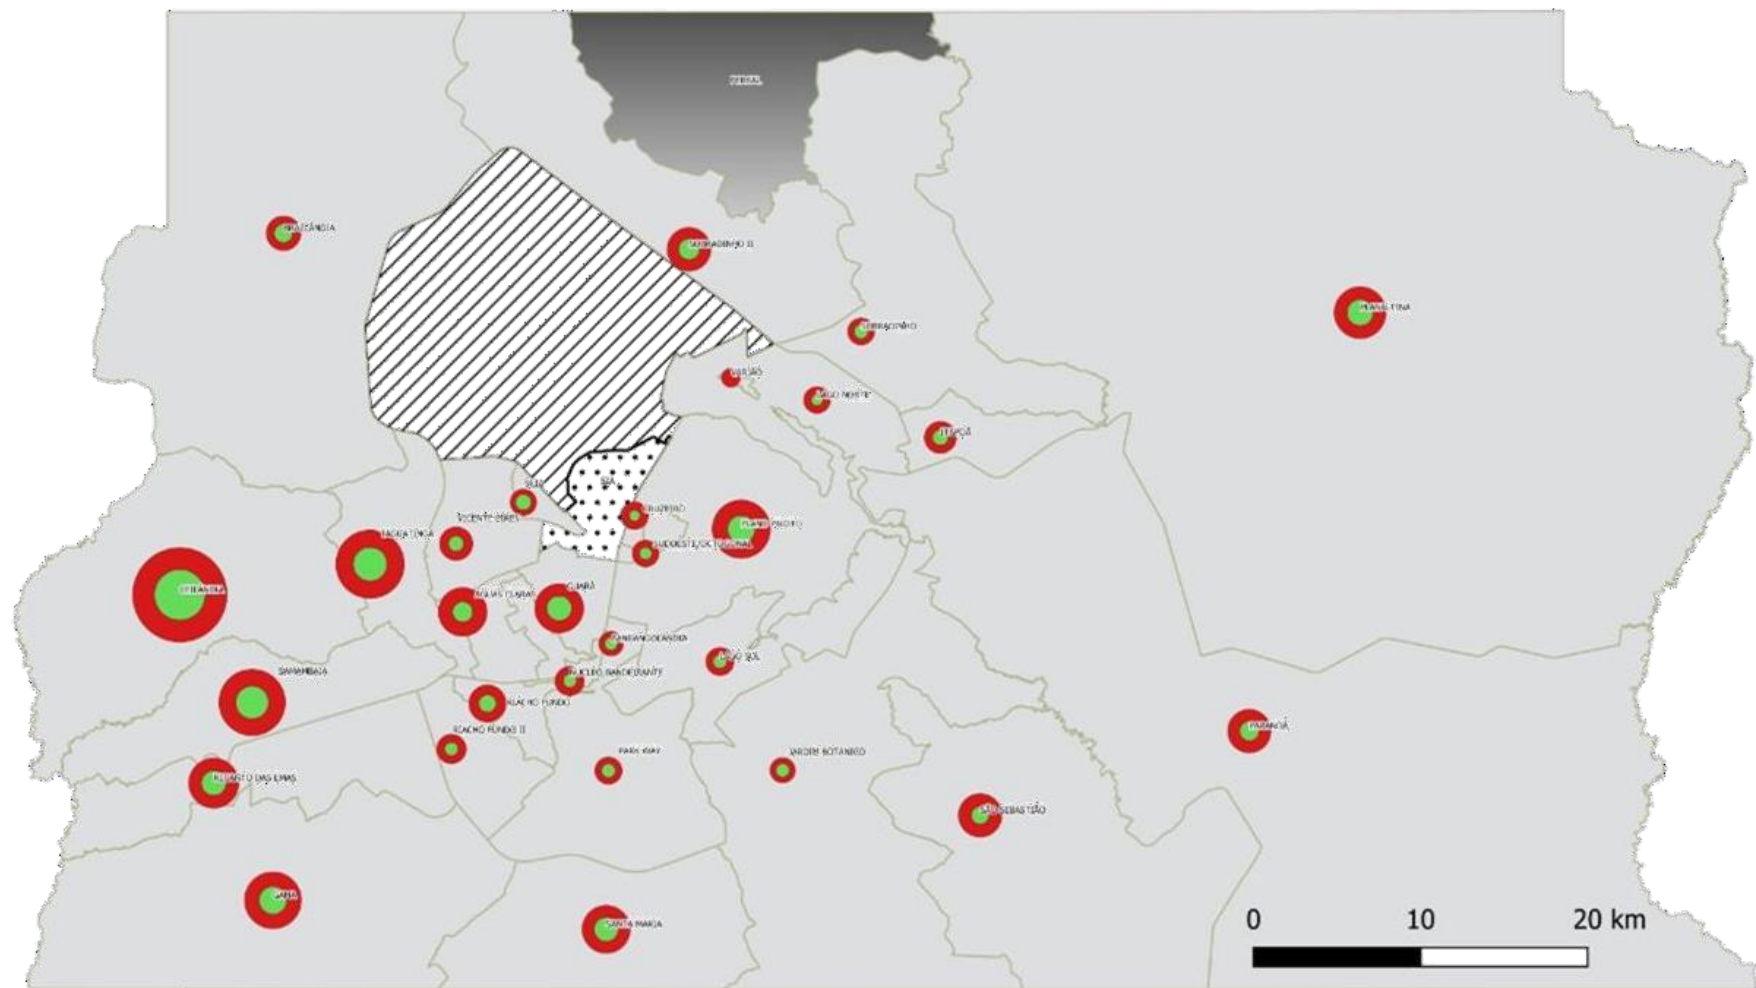 BRAZLÂNDIA
SOBRADINHO II
PLANALTINA
SOBRADINHO
VARJÃO
LAGO NORTE
ITAPOÃ
SIA
CRUZEIRO
VICENTE PIRES
PLANO PILOTO
TAGUATINGA
SUDOESTE/OCTOGONAL
CEILÂNDIA
ÁGUAS CLARAS
GUARÁ
CANDANGOLÂNDIA
LAGO SUL
SAMAMBAIA
NÚCLEO BANDEIRANTE
RIACHO FUNDO
RIACHO FUNDO II
PARANOÁ
PARK WAY
JARDIM BOTANICO
RECANTO DAS EMAS
SÃO SEBASTIÃO
GAMA
SANTA MARIA
0 10 20 km